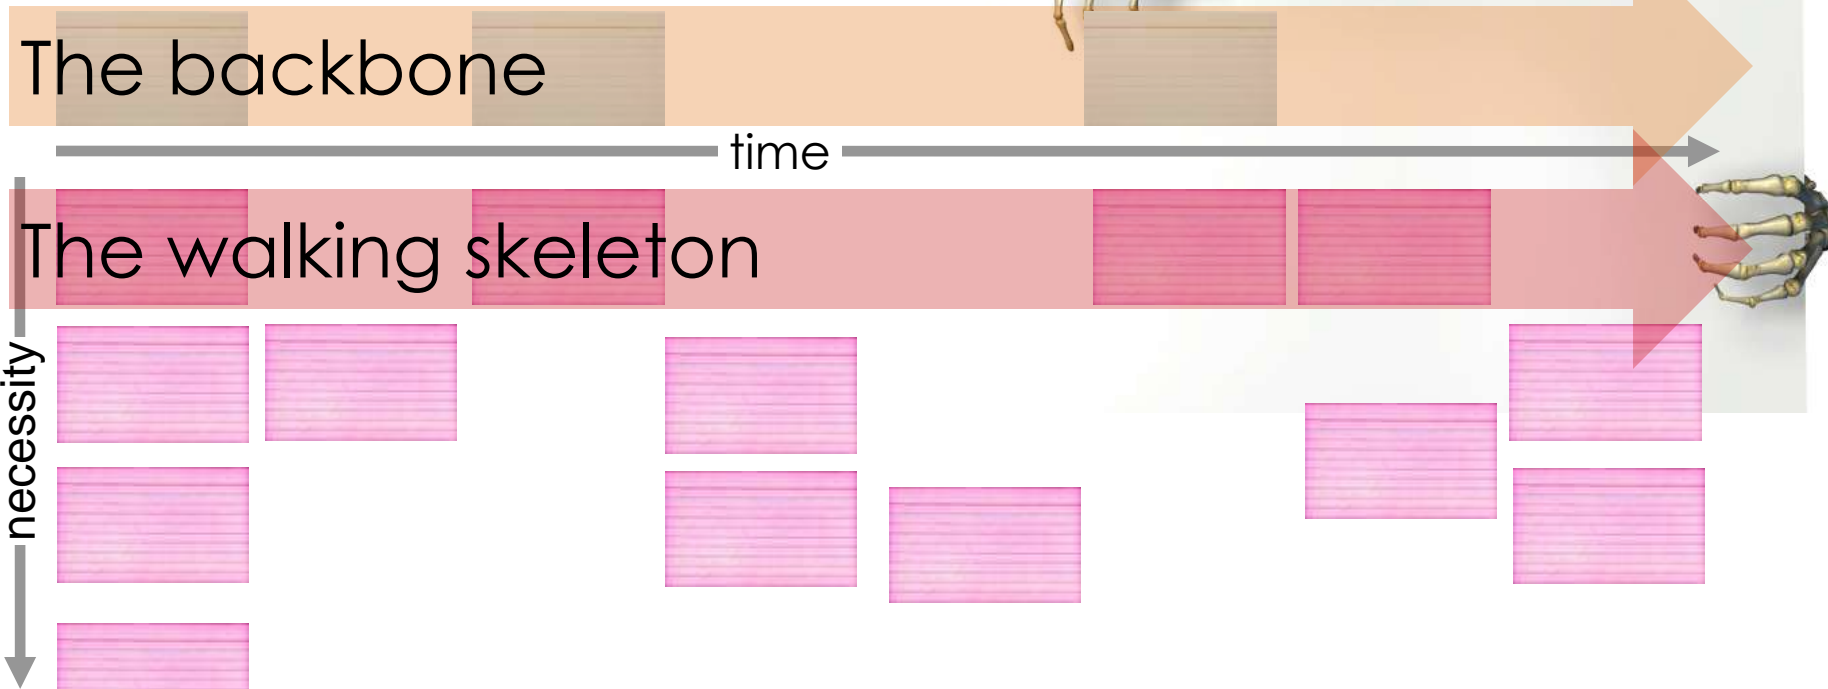 The backbone
time
The walking skeleton
necessity